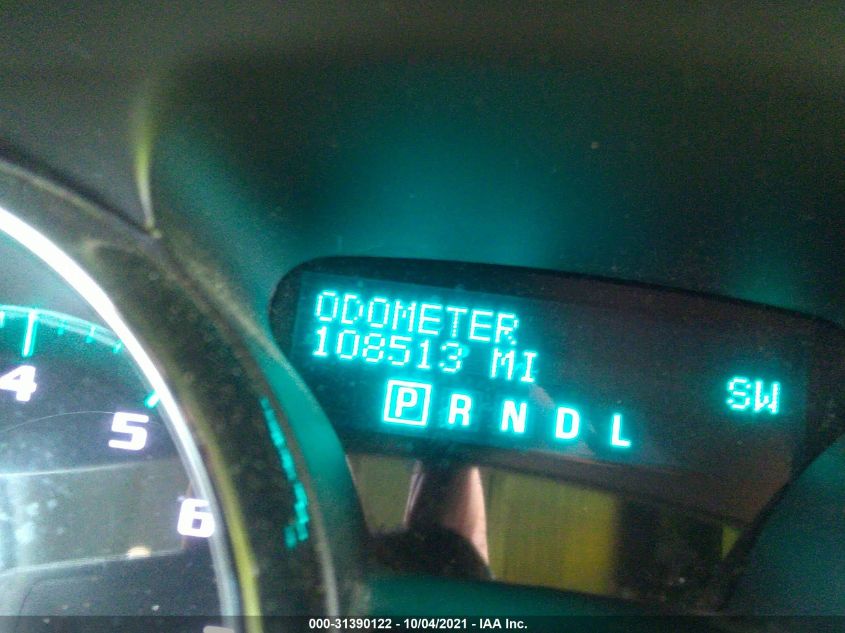 ODOMETER
108513 MI
P R N D L
SW
4
5
6
000-31390122 - 10/04/2021 - IAA Inc.